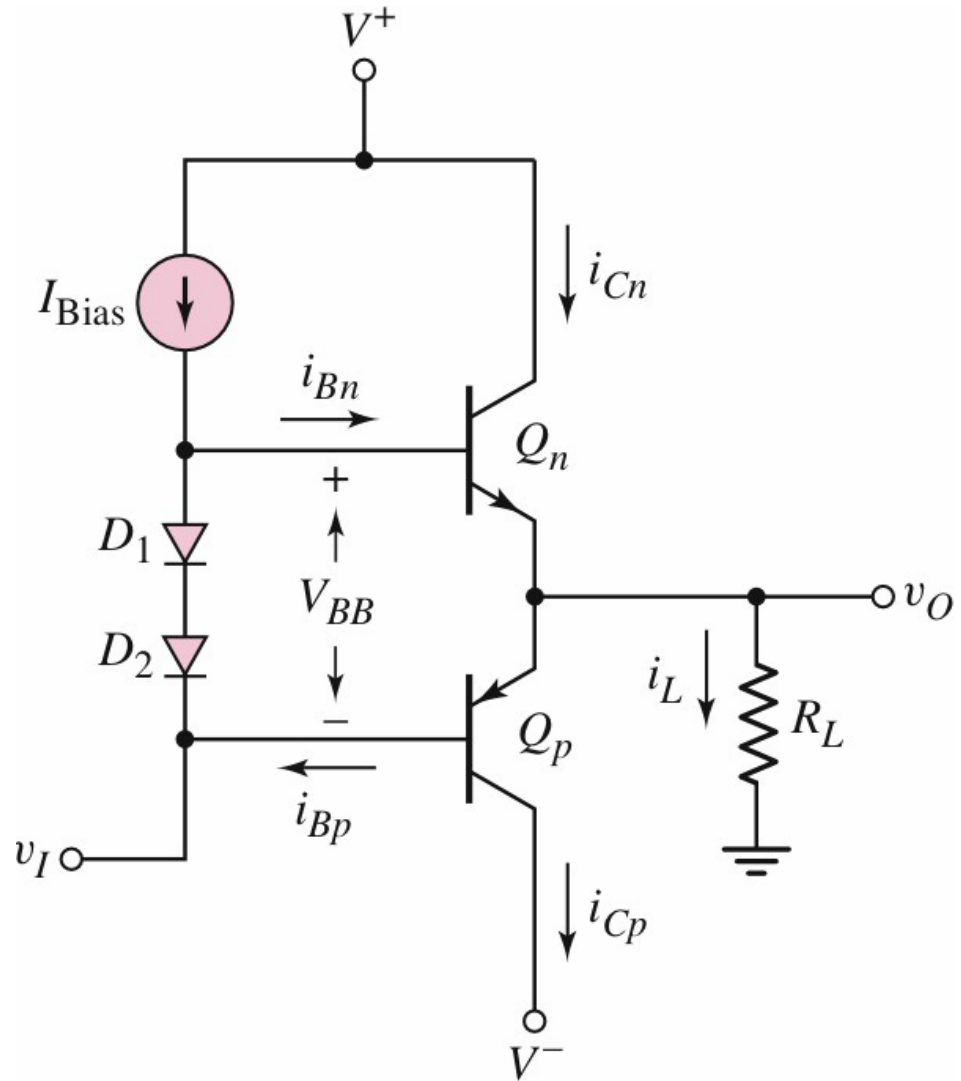 V⁺
I_Bias
i_Cn
i_Bn
Q_n
+
D₁
V_BB
v_O
D₂
i_L
−
Q_p
R_L
i_Bp
v_I
i_Cp
V⁻